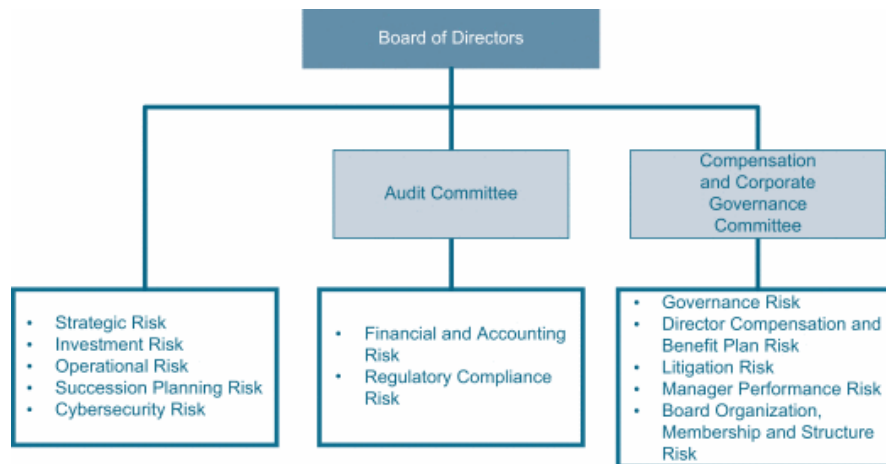 Board of Directors
Audit Committee
Compensation
and Corporate
Governance
Committee
• Strategic Risk
• Investment Risk
• Operational Risk
• Succession Planning Risk
• Cybersecurity Risk
• Financial and Accounting
Risk
• Regulatory Compliance
Risk
• Governance Risk
• Director Compensation and
Benefit Plan Risk
• Litigation Risk
• Manager Performance Risk
• Board Organization,
Membership and Structure
Risk